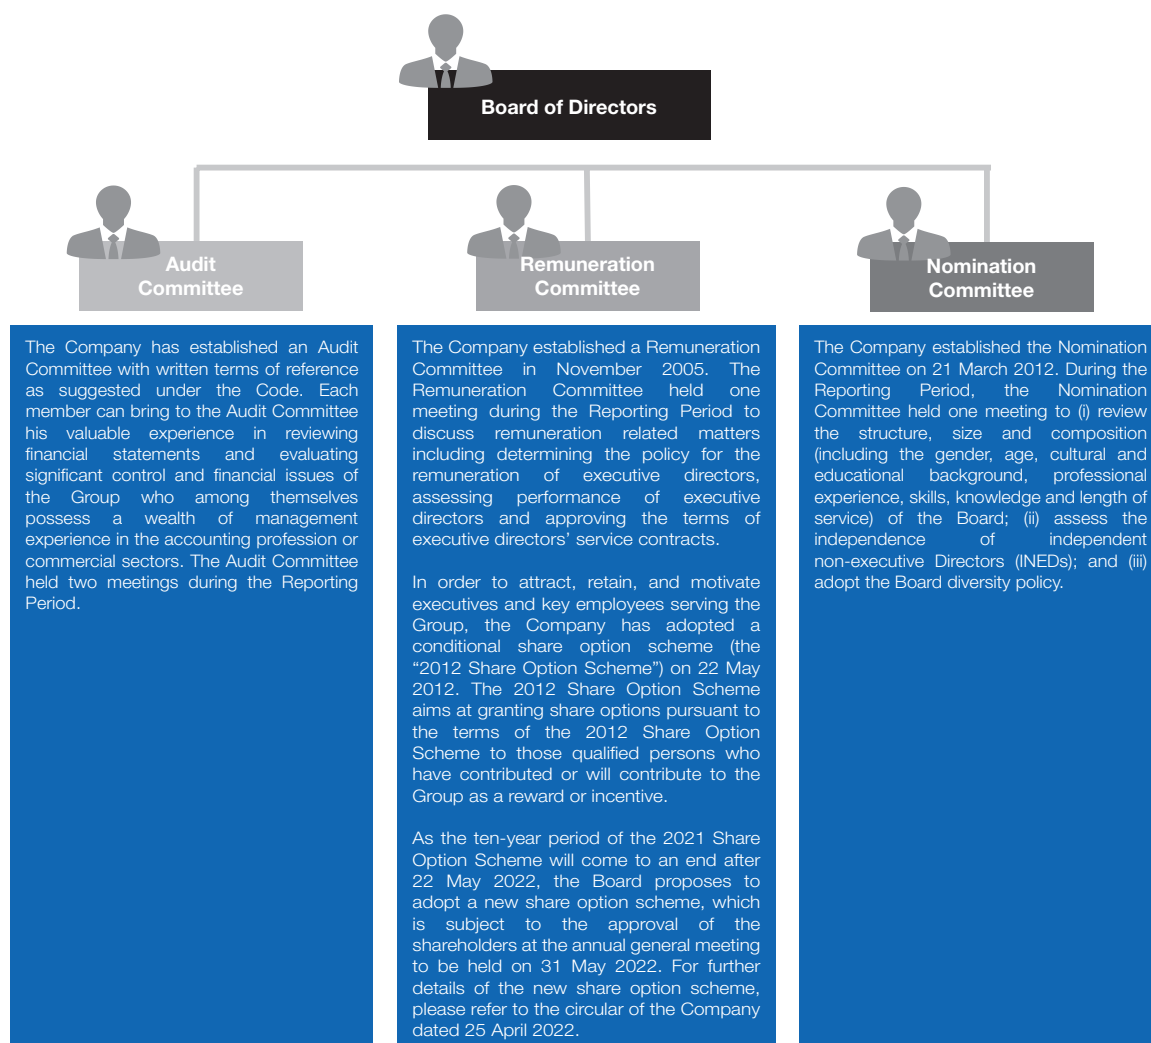 Board of Directors
Audit
Committee
Remuneration
Committee
Nomination
Committee
The Company has established an Audit
Committee with written terms of reference
as suggested under the Code. Each
member can bring to the Audit Committee
his valuable experience in reviewing
financial statements and evaluating
significant control and financial issues of
the Group who among themselves
possess a wealth of management
experience in the accounting profession or
commercial sectors. The Audit Committee
held two meetings during the Reporting
Period.
The Company established a Remuneration
Committee in November 2005. The
Remuneration Committee held one
meeting during the Reporting Period to
discuss remuneration related matters
including determining the policy for the
remuneration of executive directors,
assessing performance of executive
directors and approving the terms of
executive directors’ service contracts.
In order to attract, retain, and motivate
executives and key employees serving the
Group, the Company has adopted a
conditional share option scheme (the
“2012 Share Option Scheme”) on 22 May
2012. The 2012 Share Option Scheme
aims at granting share options pursuant to
the terms of the 2012 Share Option
Scheme to those qualified persons who
have contributed or will contribute to the
Group as a reward or incentive.
As the ten-year period of the 2021 Share
Option Scheme will come to an end after
22 May 2022, the Board proposes to
adopt a new share option scheme, which
is subject to the approval of the
shareholders at the annual general meeting
to be held on 31 May 2022. For further
details of the new share option scheme,
please refer to the circular of the Company
dated 25 April 2022.
The Company established the Nomination
Committee on 21 March 2012. During the
Reporting Period, the Nomination
Committee held one meeting to (i) review
the structure, size and composition
(including the gender, age, cultural and
educational background, professional
experience, skills, knowledge and length of
service) of the Board; (ii) assess the
independence of independent
non-executive Directors (INEDs); and (iii)
adopt the Board diversity policy.